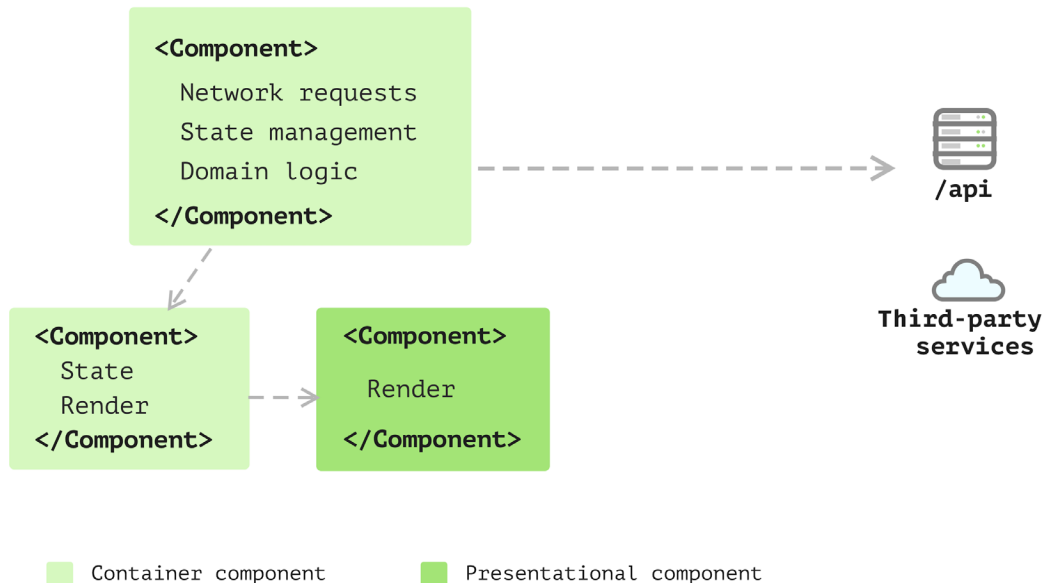 <Component>
Network requests
State management
Domain logic
</Component>
/api
Third-party
services
<Component>
State
Render
</Component>
<Component>
Render
</Component>
Container component
Presentational component